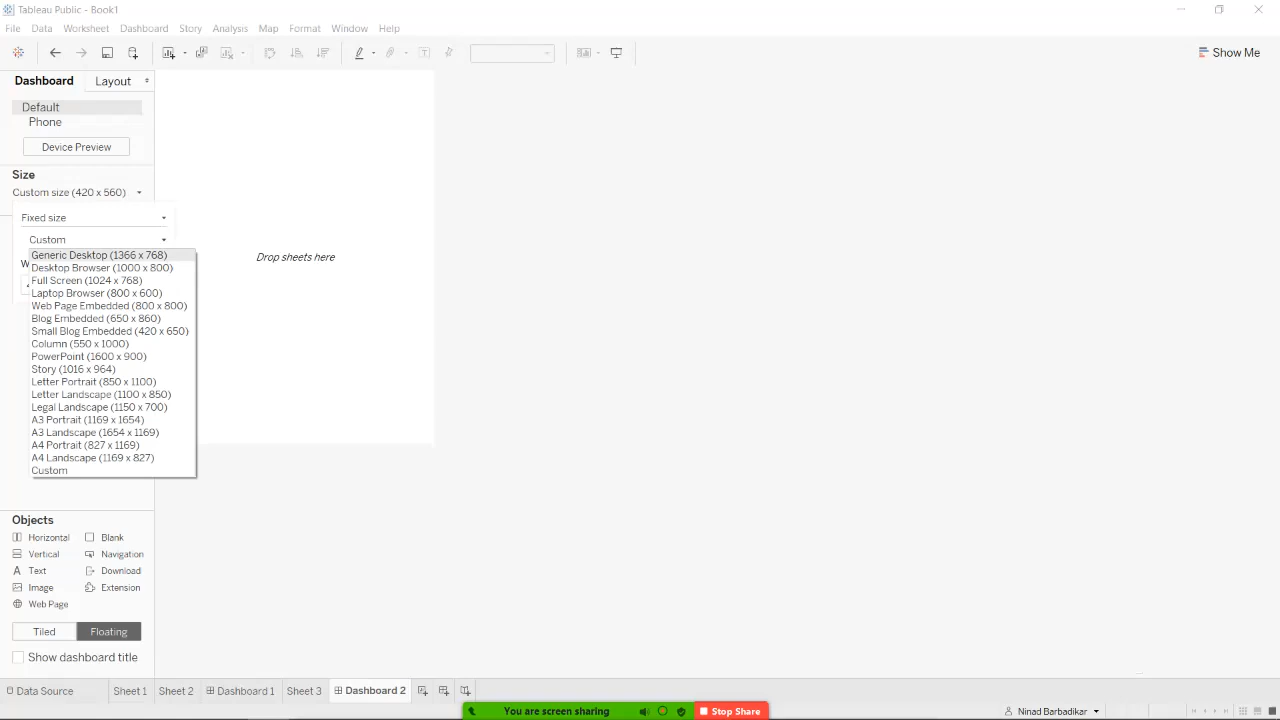 Tableau Public - Book1
File Data Worksheet Dashboard Story Analysis Map Format Window Help
Show Me
Dashboard Layout
Default
Phone
Device Preview
Size
Custom size (420 x 560)
Fixed size
Custom
Generic Desktop (1366 x 768)
Desktop Browser (1000 x 800)
Full Screen (1024 x 768)
Laptop Browser (800 x 600)
Web Page Embedded (800 x 800)
Blog Embedded (650 x 860)
Small Blog Embedded (420 x 650)
Column (550 x 1000)
PowerPoint (1600 x 900)
Story (1016 x 964)
Letter Portrait (850 x 1100)
Letter Landscape (1100 x 850)
Legal Landscape (1150 x 700)
A3 Portrait (1169 x 1654)
A3 Landscape (1654 x 1169)
A4 Portrait (827 x 1169)
A4 Landscape (1169 x 827)
Custom
Drop sheets here
Objects
Horizontal Blank
Vertical Navigation
Text Download
Image Extension
Web Page
Tiled Floating
Show dashboard title
Data Source Sheet 1 Sheet 2 Dashboard 1 Sheet 3 Dashboard 2
You are screen sharing Stop Share
Ninad Barbadikar